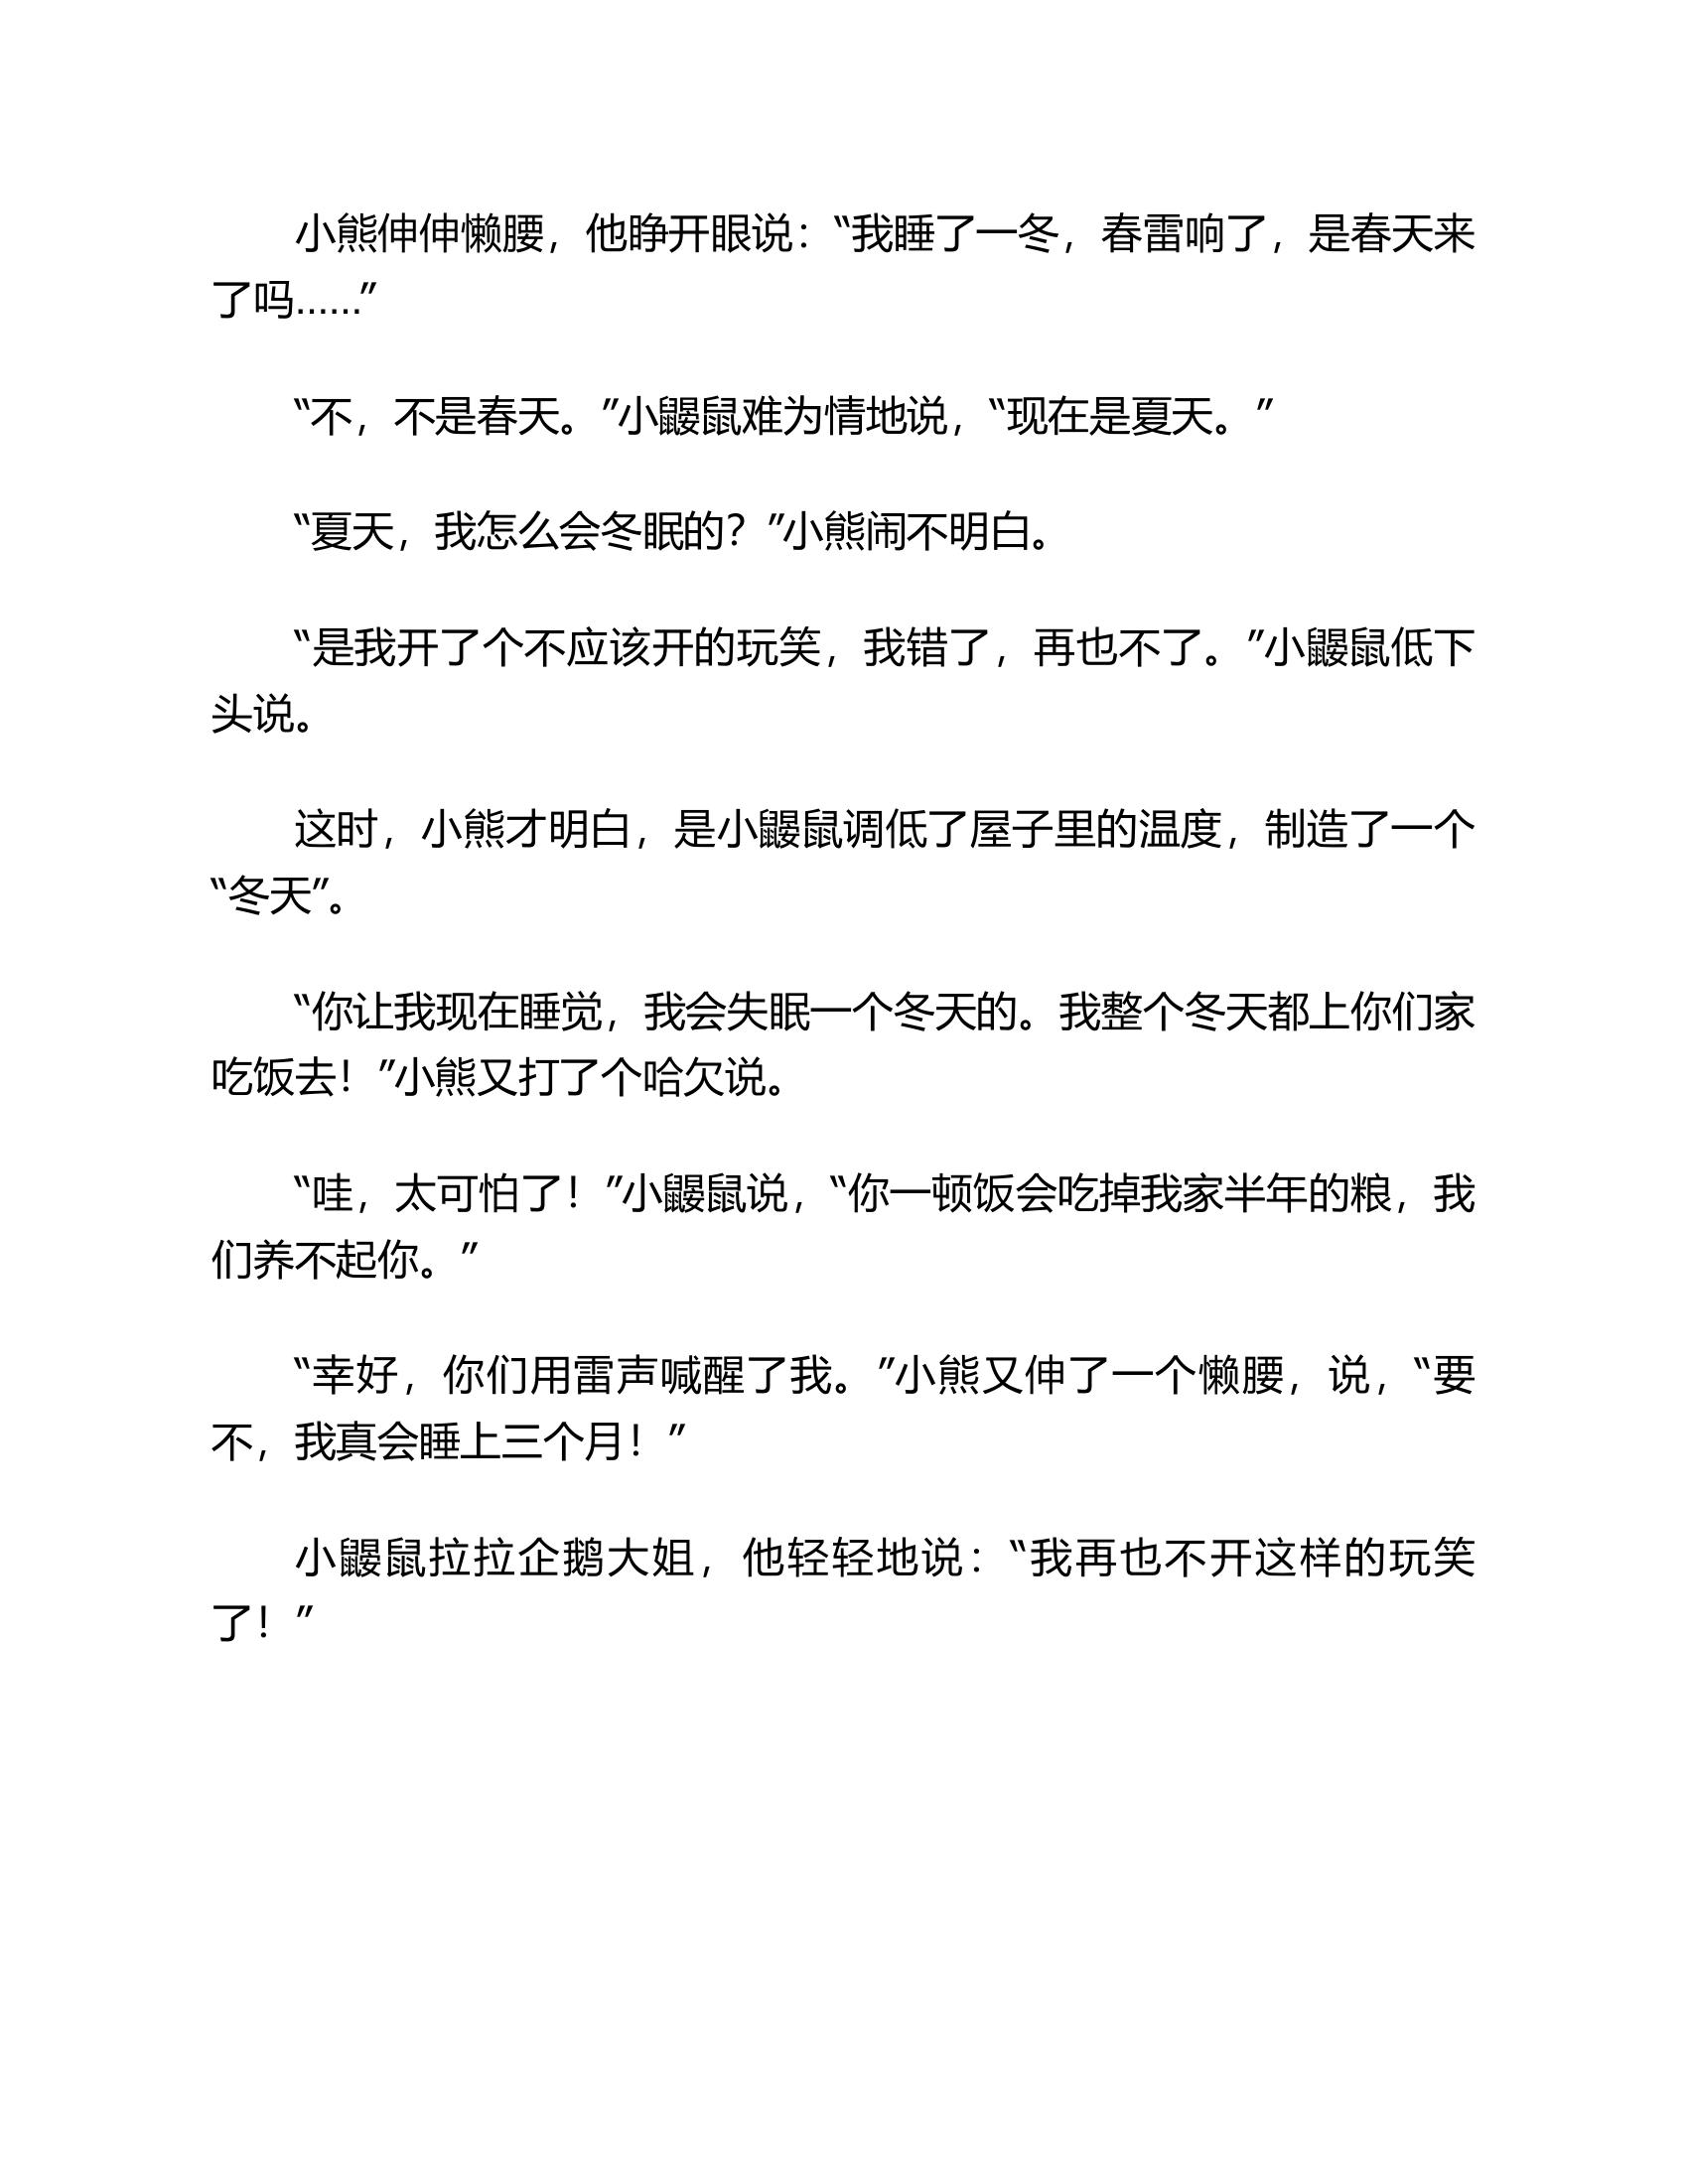 小熊伸伸懒腰，他睁开眼说：“我睡了一冬，春雷响了，是春天来
了吗……”
“不，不是春天。”小鼹鼠难为情地说，“现在是夏天。”
“夏天，我怎么会冬眠的？”小熊闹不明白。
“是我开了个不应该开的玩笑，我错了，再也不了。”小鼹鼠低下
头说。
这时，小熊才明白，是小鼹鼠调低了屋子里的温度，制造了一个
“冬天”。
“你让我现在睡觉，我会失眠一个冬天的。我整个冬天都上你们家
吃饭去！”小熊又打了个哈欠说。
“哇，太可怕了！”小鼹鼠说，“你一顿饭会吃掉我家半年的粮，我
们养不起你。”
“幸好，你们用雷声喊醒了我。”小熊又伸了一个懒腰，说，“要
不，我真会睡上三个月！”
小鼹鼠拉拉企鹅大姐，他轻轻地说：“我再也不开这样的玩笑
了！”